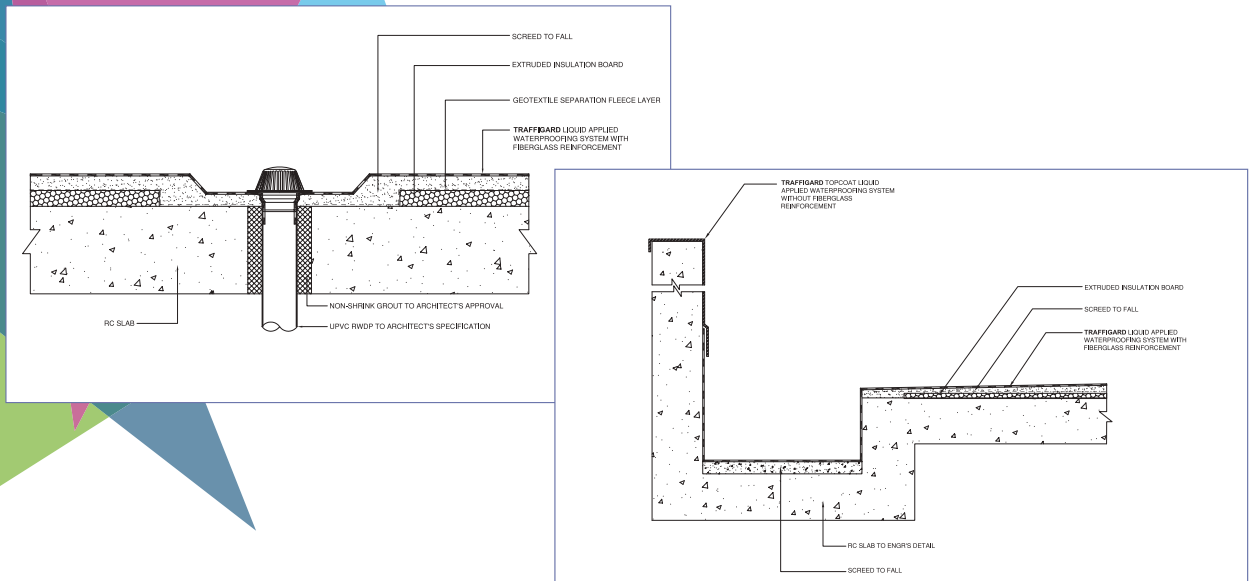 SCREED TO FALL
EXTRUDED INSULATION BOARD
GEOTEXTILE SEPARATION FLEECE LAYER
TRAFFIGARD LIQUID APPLIED
WATERPROOFING SYSTEM WITH
FIBERGLASS REINFORCEMENT
NON-SHRINK GROUT TO ARCHITECT'S APPROVAL
RC SLAB
UPVC RWDP TO ARCHITECT'S SPECIFICATION
TRAFFIGARD TOPCOAT LIQUID
APPLIED WATERPROOFING SYSTEM
WITHOUT FIBERGLASS
REINFORCEMENT
EXTRUDED INSULATION BOARD
SCREED TO FALL
TRAFFIGARD LIQUID APPLIED
WATERPROOFING SYSTEM WITH
FIBERGLASS REINFORCEMENT
RC SLAB TO ENGR'S DETAIL
SCREED TO FALL